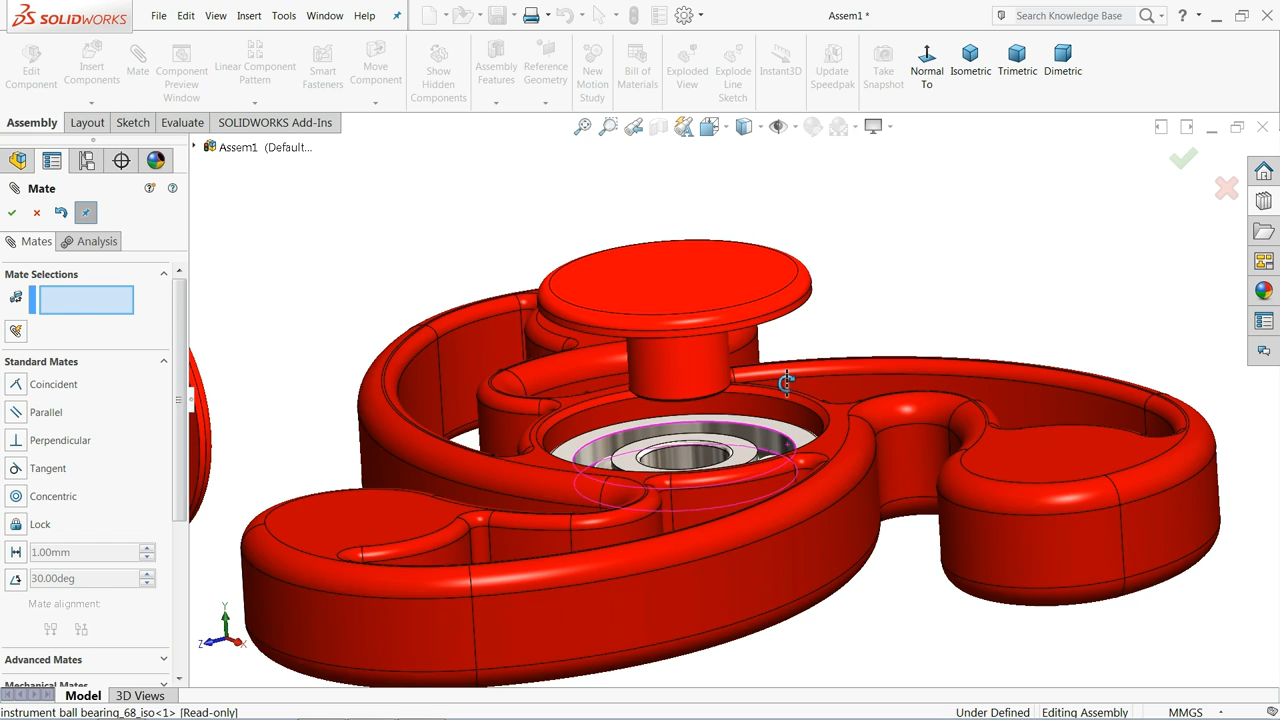 SOLIDWORKS
File Edit View Insert Tools Window Help
Assem1 *
Search Knowledge Base
?
Edit Component
Insert Components
Mate
Component Preview Window
Linear Component Pattern
Smart Fasteners
Move Component
Show Hidden Components
Assembly Features
Reference Geometry
New Motion Study
Bill of Materials
Exploded View
Explode Line Sketch
Instant3D
Update Speedpak
Take Snapshot
Normal To
Isometric
Trimetric
Dimetric
Assembly Layout Sketch Evaluate SOLIDWORKS Add-Ins
Assem1 (Default...
Mate
Mates Analysis
Mate Selections
Standard Mates
Coincident
Parallel
Perpendicular
Tangent
Concentric
Lock
1.00mm
30.00deg
Mate alignment:
Advanced Mates
Y
Z X
Model 3D Views
instrument ball bearing_68_iso<1> [Read-only]
Under Defined Editing Assembly MMGS